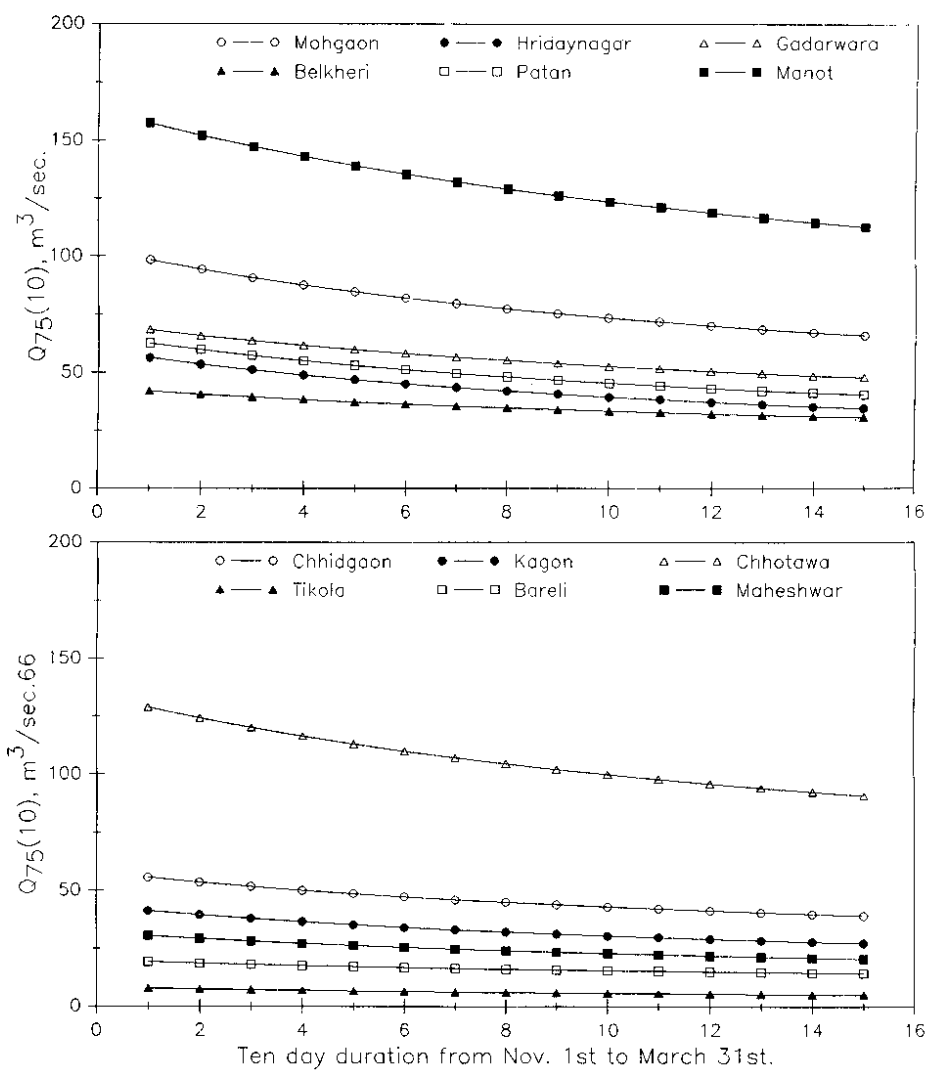 200
Mohgaon Hridaynagar Gadarwara
Belkheri Patan Manot
150
100
50
0
Q75(10), m³/sec.
0 2 4 6 8 10 12 14 16
200
Chhidgaon Kagon Chhotawa
Tikola Bareli Maheshwar
150
100
50
0
Q75(10), m³/sec.66
0 2 4 6 8 10 12 14 16
Ten day duration from Nov. 1st to March 31st.